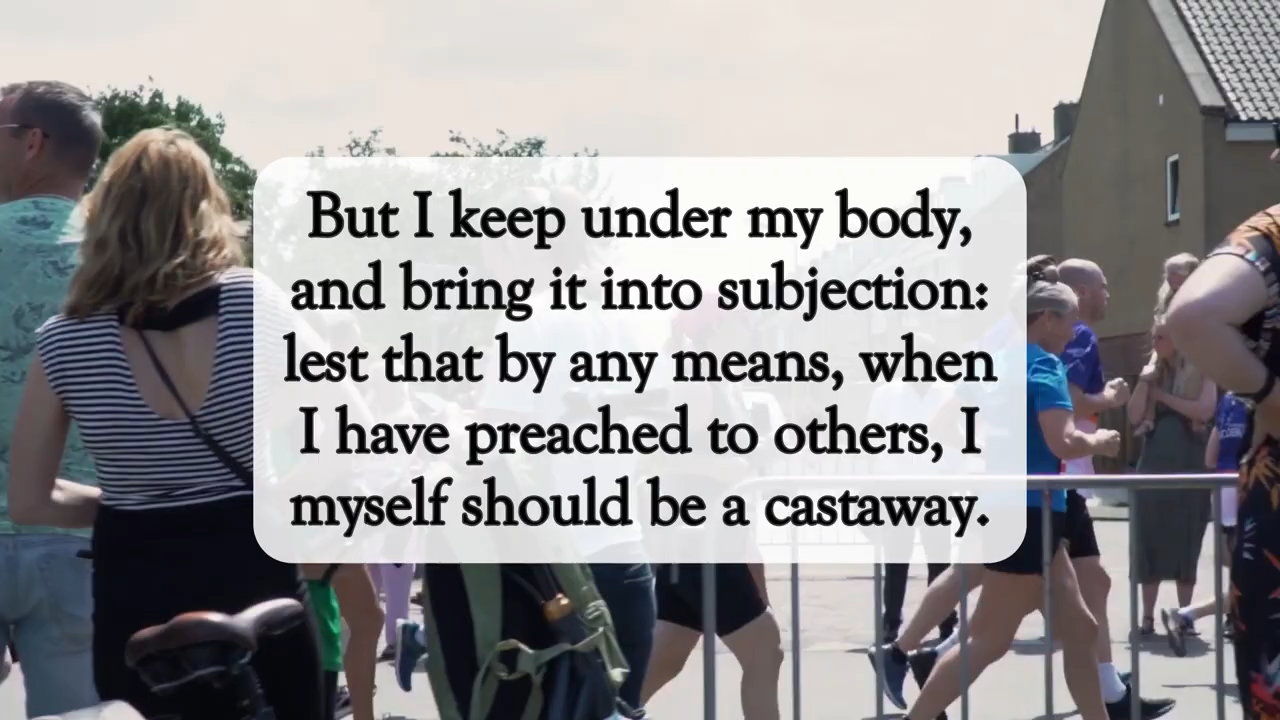 But I keep under my body,
and bring it into subjection:
lest that by any means, when
I have preached to others, I
myself should be a castaway.